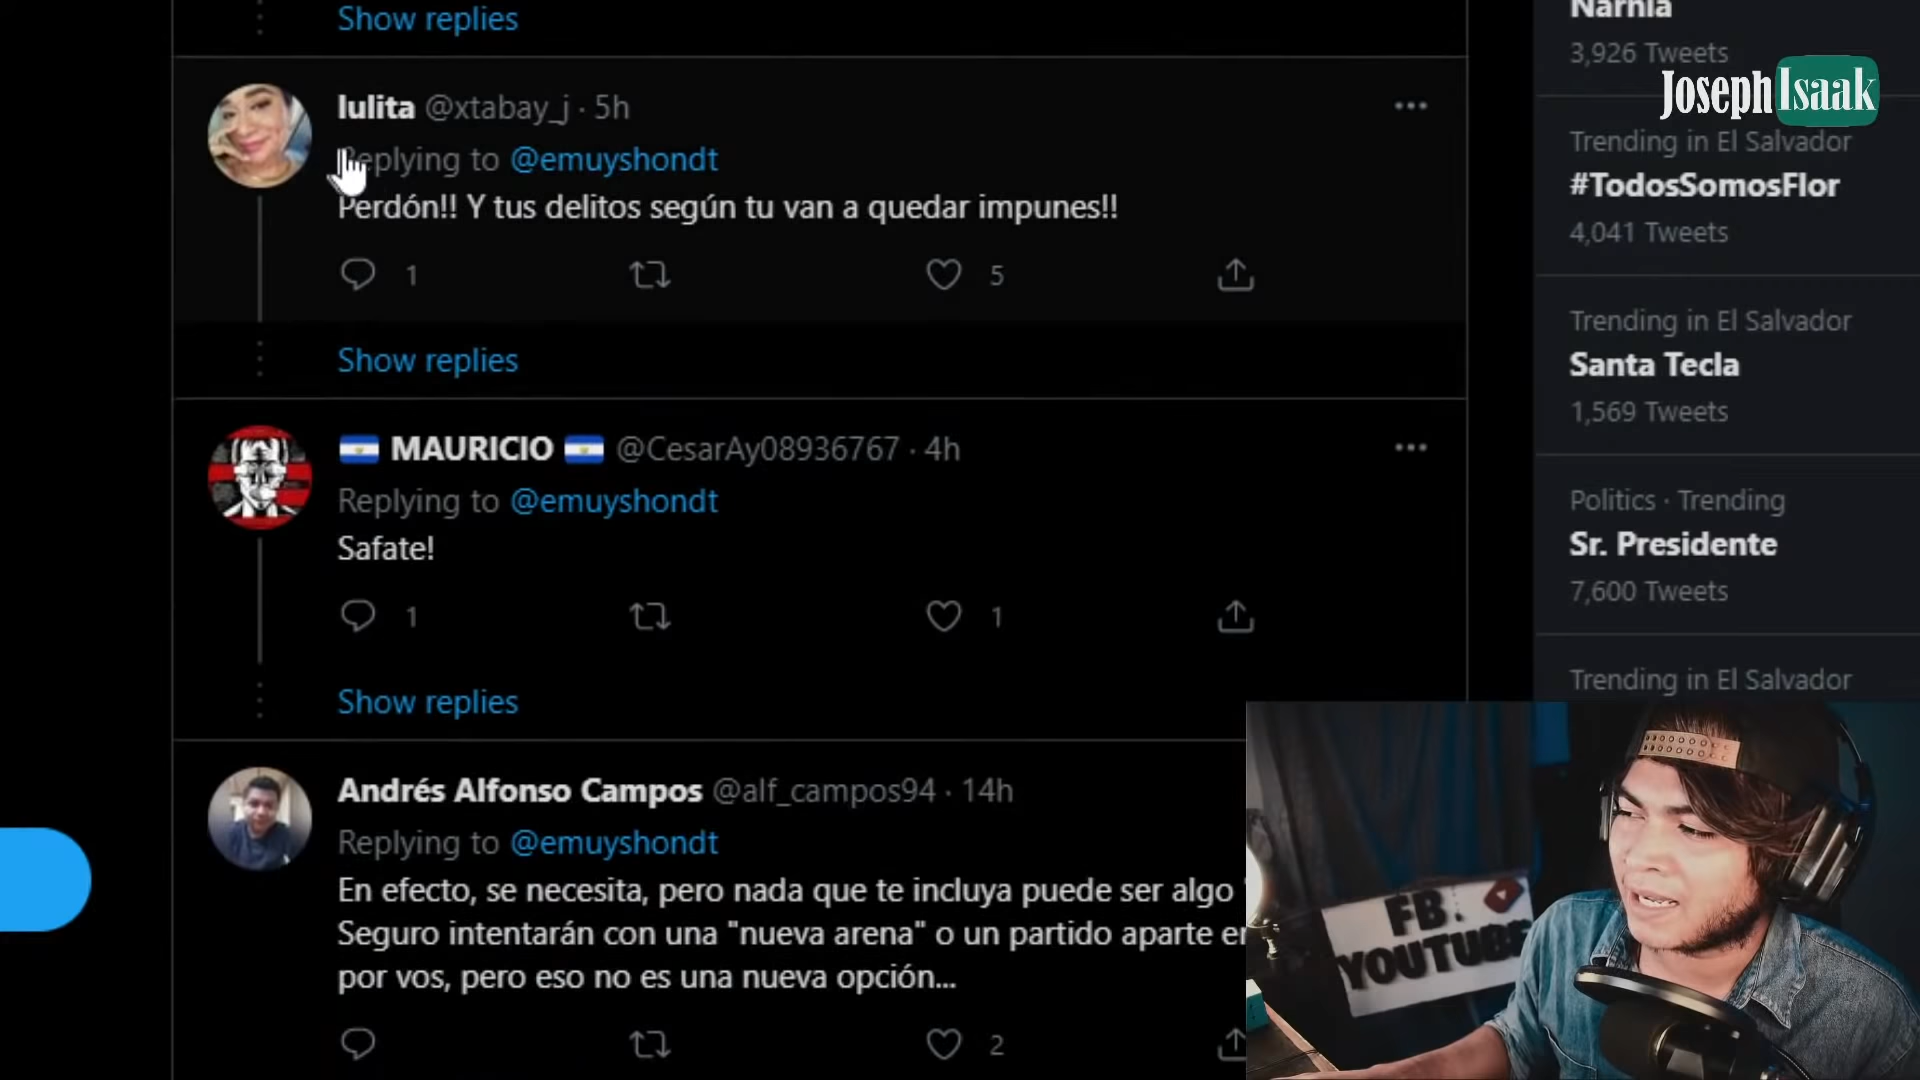 Show replies
lulita @xtabay_j · 5h
Replying to @emuyshondt
Perdón!! Y tus delitos según tu van a quedar impunes!!
1 5
Show replies
MAURICIO @CesarAy08936767 · 4h
Replying to @emuyshondt
Safate!
1 1
Show replies
Andrés Alfonso Campos @alf_campos94 · 14h
Replying to @emuyshondt
En efecto, se necesita, pero nada que te incluya puede ser algo
Seguro intentarán con una "nueva arena" o un partido aparte
por vos, pero eso no es una nueva opción...
2
Narnia
3,926 Tweets
JosephIsaak
Trending in El Salvador
#TodosSomosFlor
4,041 Tweets
Trending in El Salvador
Santa Tecla
1,569 Tweets
Politics · Trending
Sr. Presidente
7,600 Tweets
Trending in El Salvador
FB.
YOUTUBE